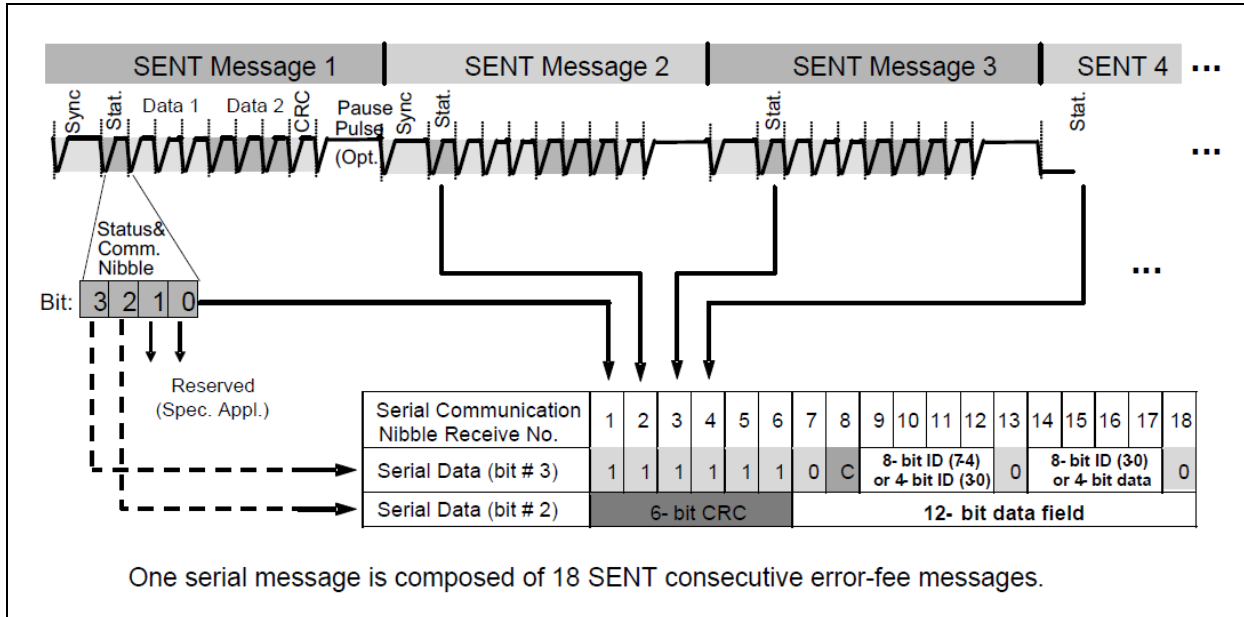 SENT Message 1 SENT Message 2 SENT Message 3 SENT 4 ...
Sync Stat. Data 1 Data 2 CRC Pause Pulse (Opt. Sync Stat. Stat. Stat.
...
Status&
Comm.
Nibble
...
Bit: 3 2 1 0
Reserved
(Spec. Appl.)
Serial Communication Nibble Receive No. 1 2 3 4 5 6 7 8 9 10 11 12 13 14 15 16 17 18
Serial Data (bit # 3) 1 1 1 1 1 1 0 C 8- bit ID (7-4) or 4- bit ID (3-0) 0 8- bit ID (3-0) or 4- bit data 0
Serial Data (bit # 2) 6- bit CRC 12- bit data field
One serial message is composed of 18 SENT consecutive error-fee messages.